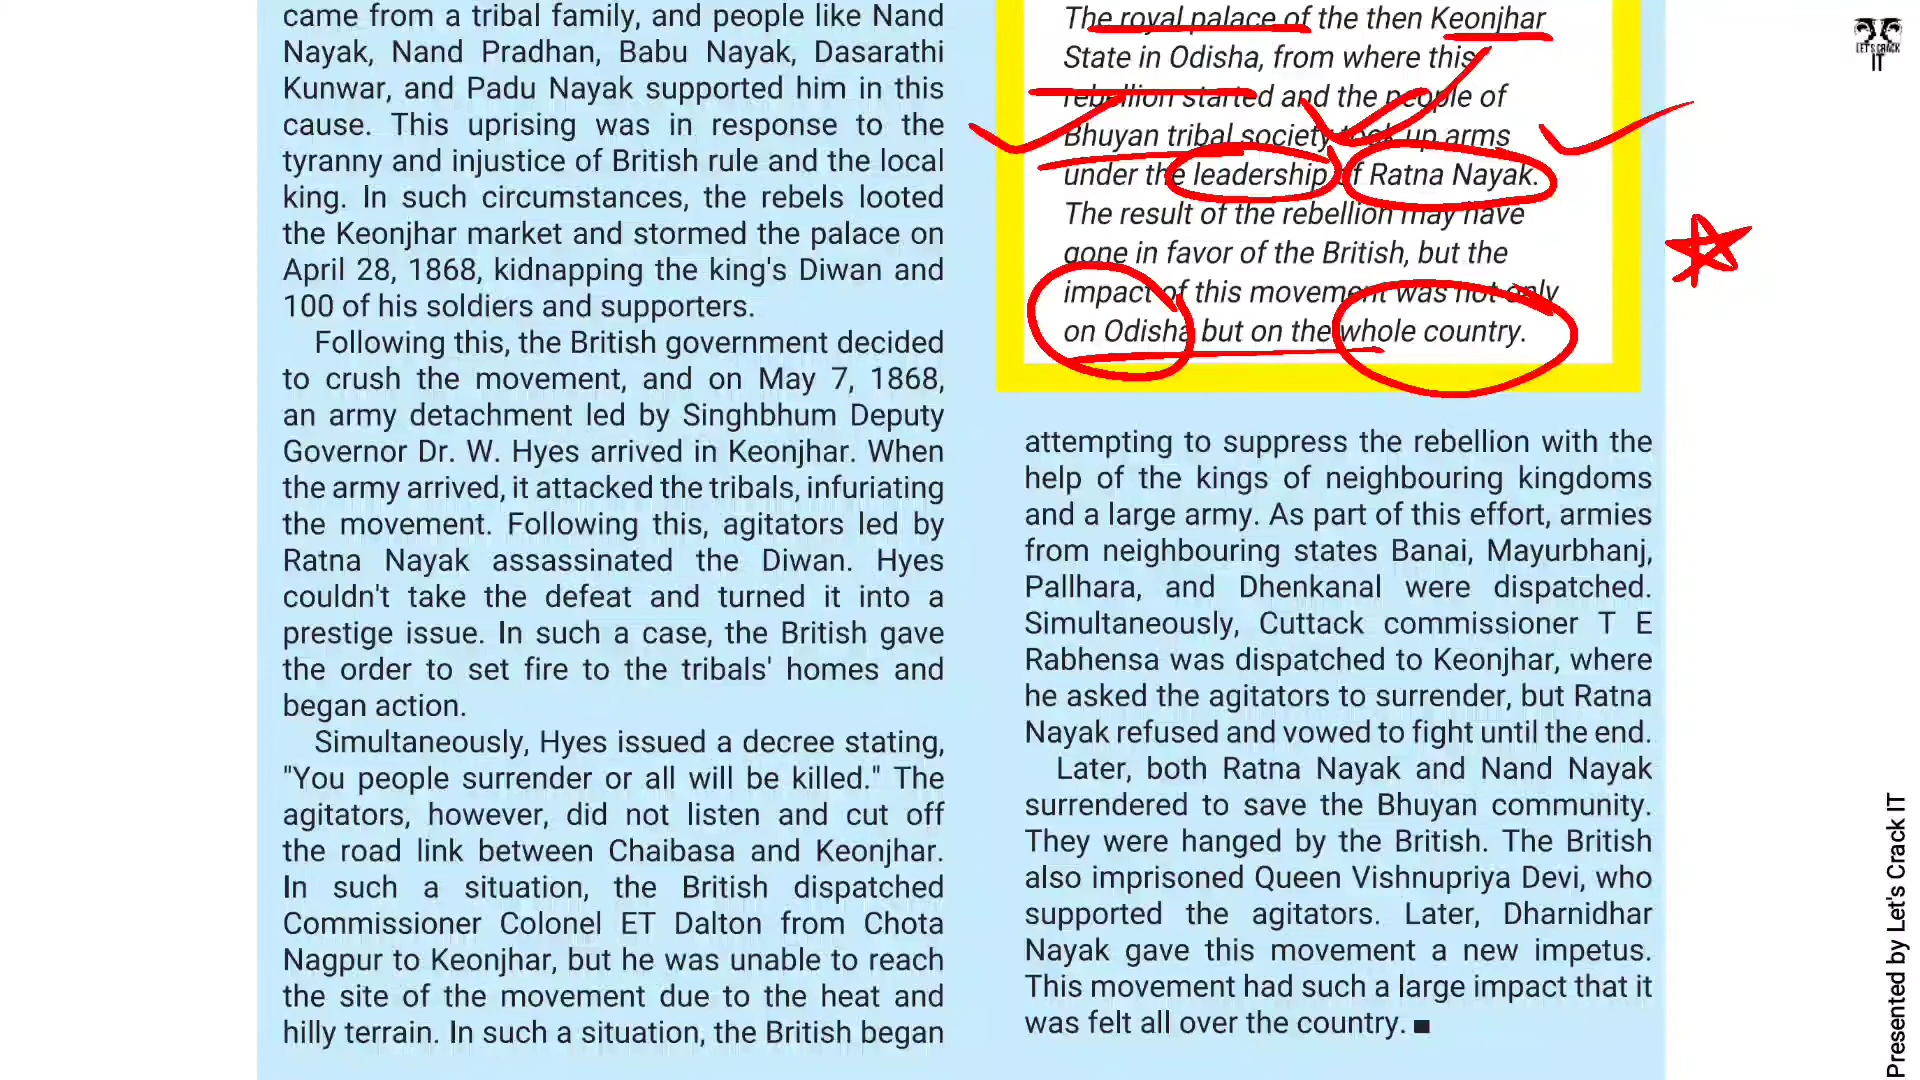 came from a tribal family, and people like Nand
Nayak, Nand Pradhan, Babu Nayak, Dasarathi
Kunwar, and Padu Nayak supported him in this
cause. This uprising was in response to the
tyranny and injustice of British rule and the local
king. In such circumstances, the rebels looted
the Keonjhar market and stormed the palace on
April 28, 1868, kidnapping the king's Diwan and
100 of his soldiers and supporters.
Following this, the British government decided
to crush the movement, and on May 7, 1868,
an army detachment led by Singhbhum Deputy
Governor Dr. W. Hyes arrived in Keonjhar. When
the army arrived, it attacked the tribals, infuriating
the movement. Following this, agitators led by
Ratna Nayak assassinated the Diwan. Hyes
couldn't take the defeat and turned it into a
prestige issue. In such a case, the British gave
the order to set fire to the tribals' homes and
began action.
Simultaneously, Hyes issued a decree stating,
"You people surrender or all will be killed." The
agitators, however, did not listen and cut off
the road link between Chaibasa and Keonjhar.
In such a situation, the British dispatched
Commissioner Colonel ET Dalton from Chota
Nagpur to Keonjhar, but he was unable to reach
the site of the movement due to the heat and
hilly terrain. In such a situation, the British began
The royal palace of the then Keonjhar
State in Odisha, from where this
rebellion started and the people of
Bhuyan tribal society took up arms
under the leadership of Ratna Nayak.
The result of the rebellion may have
gone in favor of the British, but the
impact of this movement was not only
on Odisha but on the whole country.
attempting to suppress the rebellion with the
help of the kings of neighbouring kingdoms
and a large army. As part of this effort, armies
from neighbouring states Banai, Mayurbhanj,
Pallhara, and Dhenkanal were dispatched.
Simultaneously, Cuttack commissioner T E
Rabhensa was dispatched to Keonjhar, where
he asked the agitators to surrender, but Ratna
Nayak refused and vowed to fight until the end.
Later, both Ratna Nayak and Nand Nayak
surrendered to save the Bhuyan community.
They were hanged by the British. The British
also imprisoned Queen Vishnupriya Devi, who
supported the agitators. Later, Dharnidhar
Nayak gave this movement a new impetus.
This movement had such a large impact that it
was felt all over the country. ■
LET'S CRACK
IT
Presented by Let's Crack IT